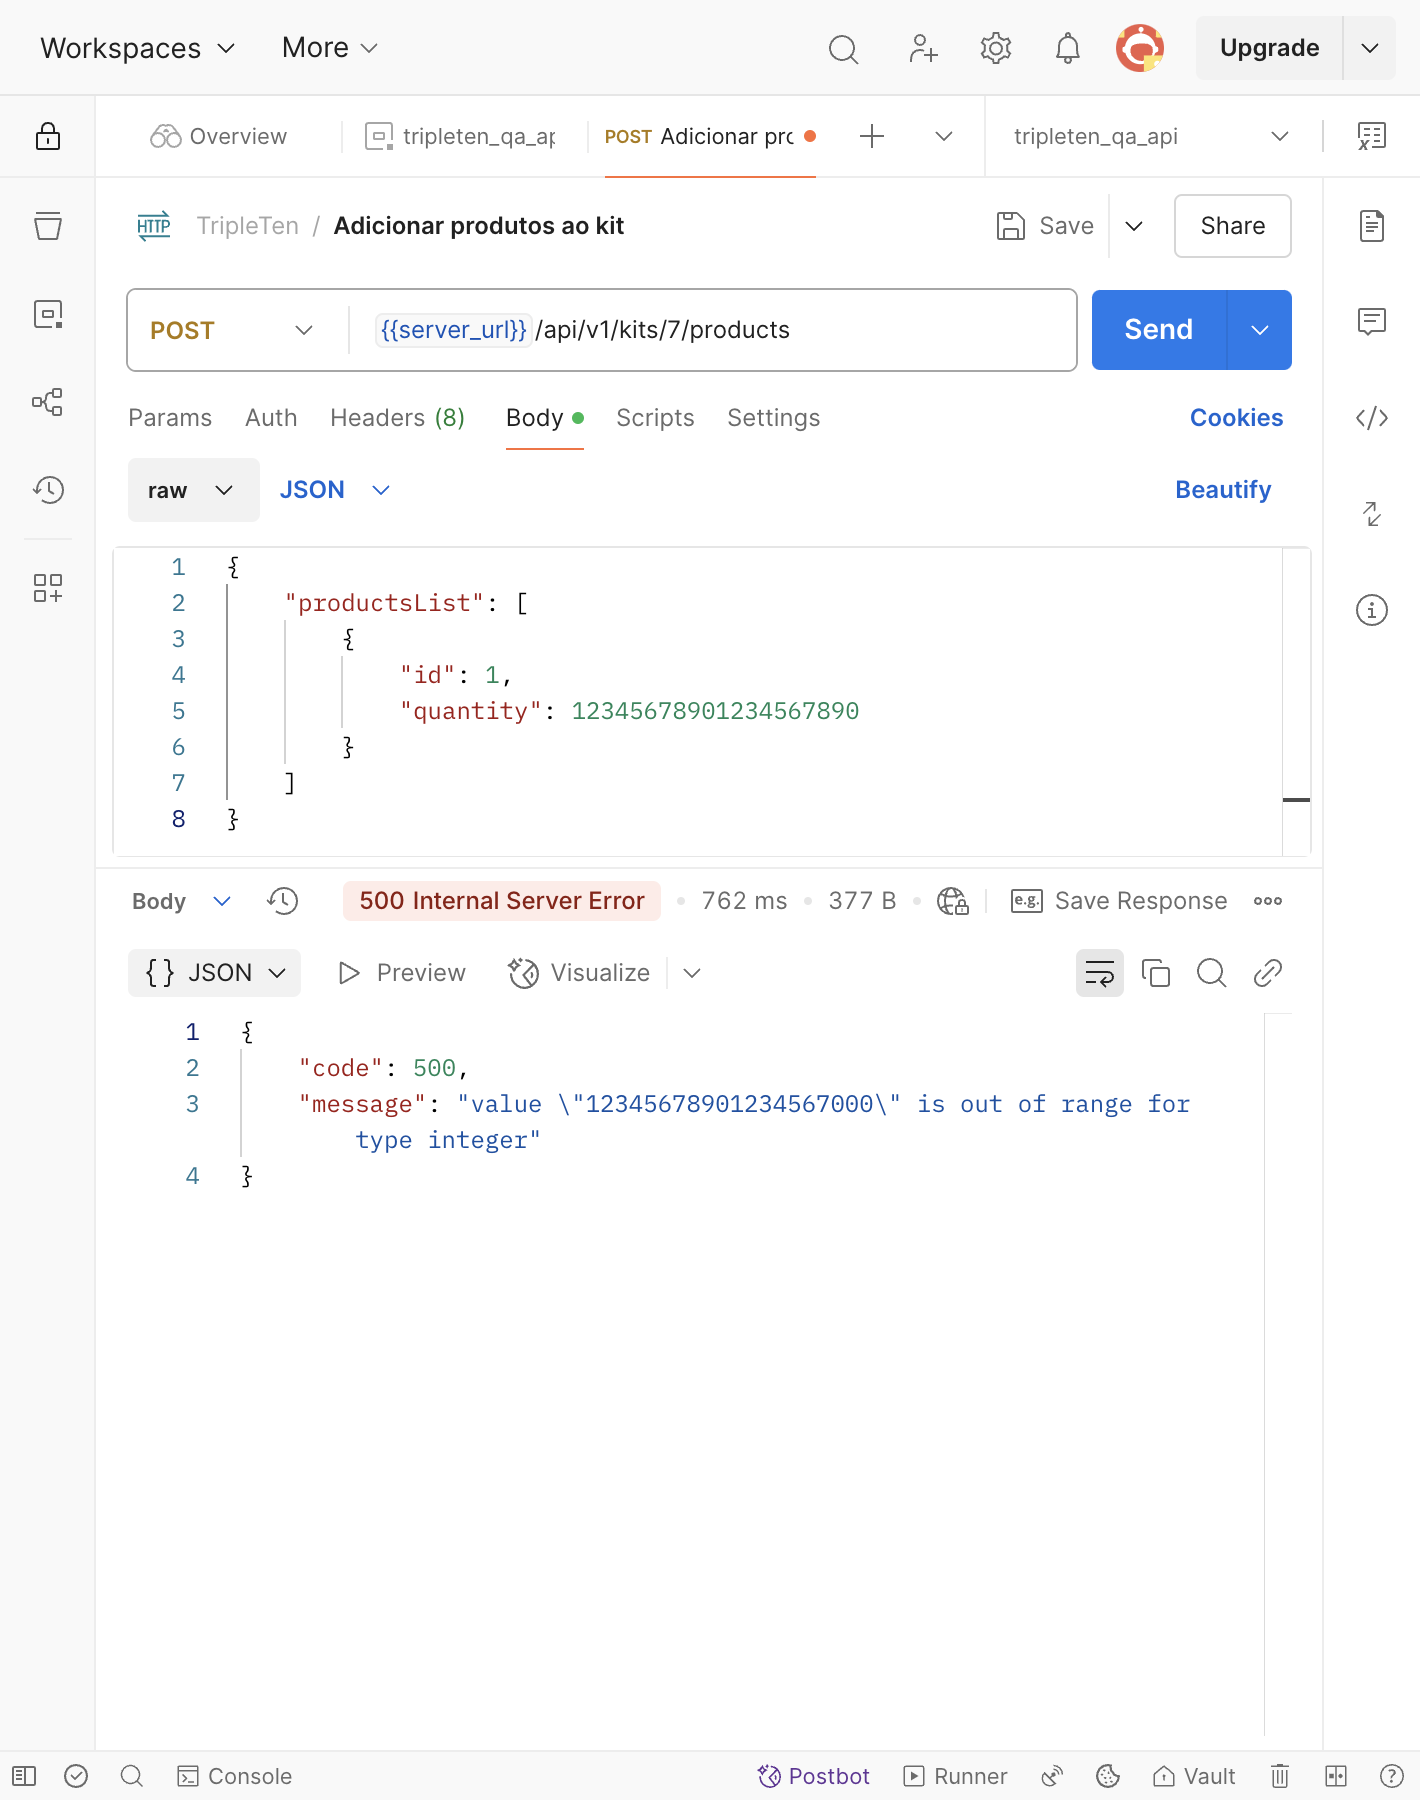 Workspaces More Upgrade
Overview tripleten_qa_ap POST Adicionar prc tripleten_qa_api
HTTP TripleTen / Adicionar produtos ao kit Save Share
POST {{server_url}}/api/v1/kits/7/products Send
Params Auth Headers (8) Body Scripts Settings Cookies
raw JSON Beautify
1 {
2 "productsList": [
3 {
4 "id": 1,
5 "quantity": 12345678901234567890
6 }
7 ]
8 }
Body 500 Internal Server Error 762 ms 377 B e.g. Save Response
{} JSON Preview Visualize
1 {
2 "code": 500,
3 "message": "value \"12345678901234567000\" is out of range for
type integer"
4 }
Console Postbot Runner Vault